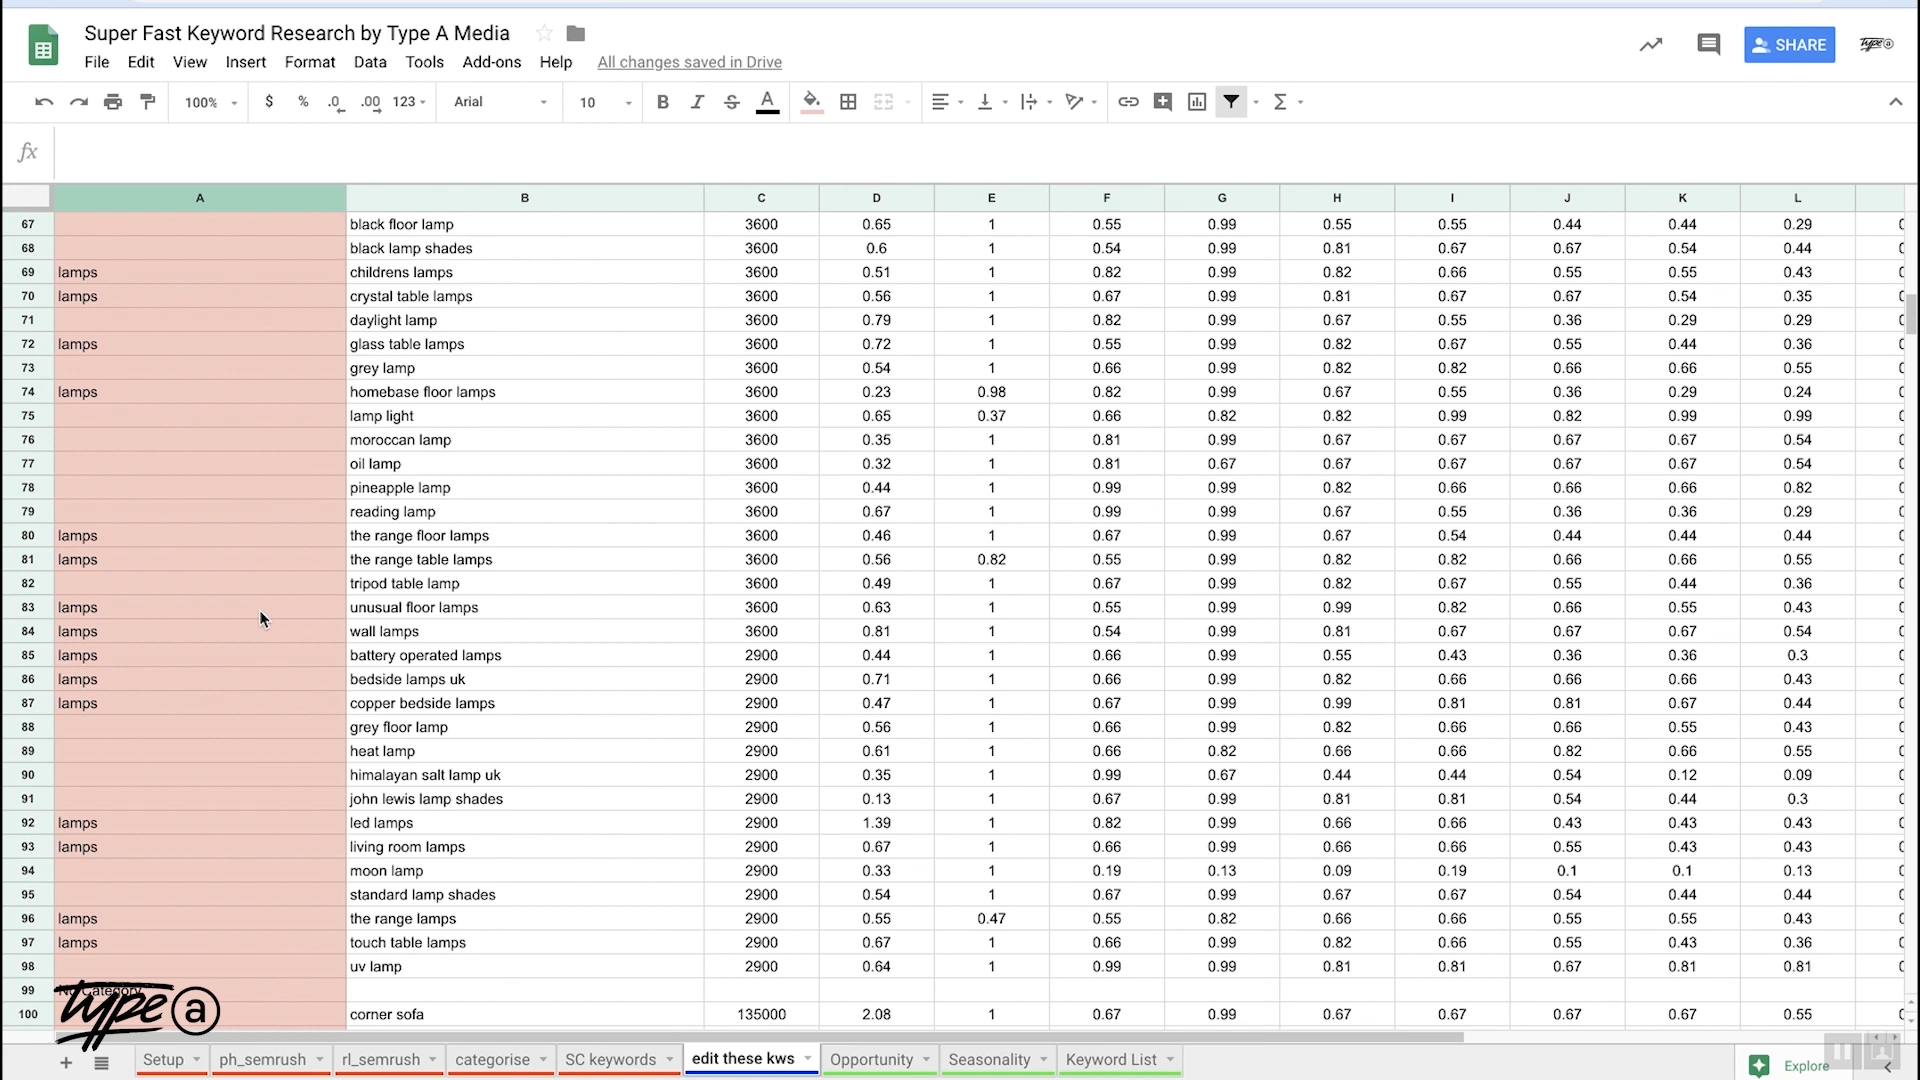 Super Fast Keyword Research by Type A Media
File Edit View Insert Format Data Tools Add-ons Help All changes saved in Drive
SHARE
100% $ % .0 .00 123 Arial 10 B I S A Σ
fx
A B C D E F G H I J K L
67 black floor lamp 3600 0.65 1 0.55 0.99 0.55 0.55 0.44 0.44 0.29
68 black lamp shades 3600 0.6 1 0.54 0.99 0.81 0.67 0.67 0.54 0.44
69 lamps childrens lamps 3600 0.51 1 0.82 0.99 0.82 0.66 0.55 0.55 0.43
70 lamps crystal table lamps 3600 0.56 1 0.67 0.99 0.81 0.67 0.67 0.54 0.35
71 daylight lamp 3600 0.79 1 0.82 0.99 0.67 0.55 0.36 0.29 0.29
72 lamps glass table lamps 3600 0.72 1 0.55 0.99 0.82 0.67 0.55 0.44 0.36
73 grey lamp 3600 0.54 1 0.66 0.99 0.82 0.82 0.66 0.66 0.55
74 lamps homebase floor lamps 3600 0.23 0.98 0.82 0.99 0.67 0.55 0.36 0.29 0.24
75 lamp light 3600 0.65 0.37 0.66 0.82 0.82 0.99 0.82 0.99 0.99
76 moroccan lamp 3600 0.35 1 0.81 0.99 0.67 0.67 0.67 0.67 0.54
77 oil lamp 3600 0.32 1 0.81 0.67 0.67 0.67 0.67 0.67 0.54
78 pineapple lamp 3600 0.44 1 0.99 0.99 0.82 0.66 0.66 0.66 0.82
79 reading lamp 3600 0.67 1 0.99 0.99 0.67 0.55 0.36 0.36 0.29
80 lamps the range floor lamps 3600 0.46 1 0.67 0.99 0.67 0.54 0.44 0.44 0.44
81 lamps the range table lamps 3600 0.56 0.82 0.55 0.99 0.82 0.82 0.66 0.66 0.55
82 tripod table lamp 3600 0.49 1 0.67 0.99 0.82 0.67 0.55 0.44 0.36
83 lamps unusual floor lamps 3600 0.63 1 0.55 0.99 0.99 0.82 0.66 0.55 0.43
84 lamps wall lamps 3600 0.81 1 0.54 0.99 0.81 0.67 0.67 0.67 0.54
85 lamps battery operated lamps 2900 0.44 1 0.66 0.99 0.55 0.43 0.36 0.36 0.3
86 lamps bedside lamps uk 2900 0.71 1 0.66 0.99 0.82 0.66 0.66 0.66 0.43
87 lamps copper bedside lamps 2900 0.47 1 0.67 0.99 0.99 0.81 0.81 0.67 0.44
88 grey floor lamp 2900 0.56 1 0.66 0.99 0.82 0.66 0.66 0.55 0.43
89 heat lamp 2900 0.61 1 0.66 0.82 0.66 0.66 0.82 0.66 0.55
90 himalayan salt lamp uk 2900 0.35 1 0.99 0.67 0.44 0.44 0.54 0.12 0.09
91 john lewis lamp shades 2900 0.13 1 0.67 0.99 0.81 0.81 0.54 0.44 0.3
92 lamps led lamps 2900 1.39 1 0.82 0.99 0.66 0.66 0.43 0.43 0.43
93 lamps living room lamps 2900 0.67 1 0.66 0.99 0.66 0.66 0.55 0.43 0.43
94 moon lamp 2900 0.33 1 0.19 0.13 0.09 0.19 0.1 0.1 0.13
95 standard lamp shades 2900 0.54 1 0.67 0.99 0.67 0.67 0.54 0.44 0.44
96 lamps the range lamps 2900 0.55 0.47 0.55 0.82 0.66 0.66 0.55 0.55 0.43
97 lamps touch table lamps 2900 0.67 1 0.66 0.99 0.82 0.66 0.55 0.43 0.36
98 uv lamp 2900 0.64 1 0.99 0.99 0.81 0.81 0.67 0.81 0.81
99 No Category
100 corner sofa 135000 2.08 1 0.67 0.99 0.67 0.67 0.67 0.67 0.55
type a
Setup ph_semrush rl_semrush categorise SC keywords edit these kws Opportunity Seasonality Keyword List Explore